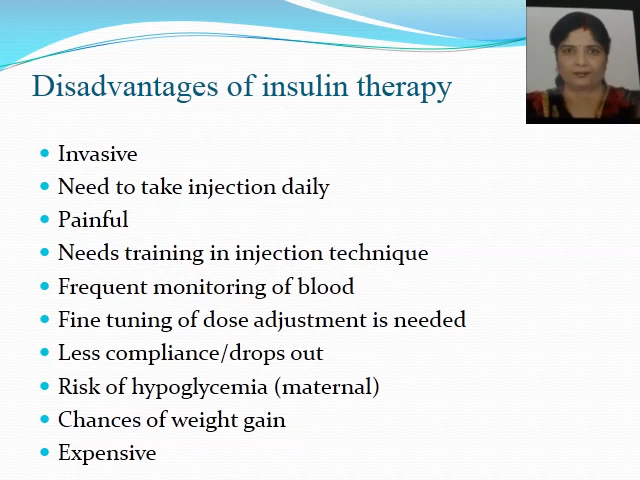 Disadvantages of insulin therapy
Invasive
Need to take injection daily
Painful
Needs training in injection technique
Frequent monitoring of blood
Fine tuning of dose adjustment is needed
Less compliance/drops out
Risk of hypoglycemia (maternal)
Chances of weight gain
Expensive